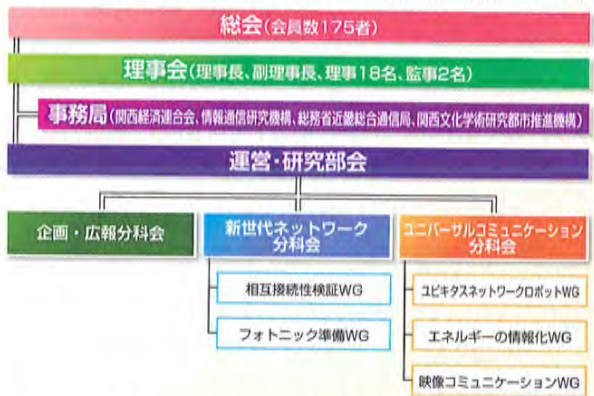 総会(会員数175者)
理事会(理事長、副理事長、理事18名、監事2名)
事務局(関西経済連合会、情報通信研究機構、総務省近畿総合通信局、関西文化学術研究都市推進機構)
運営・研究部会
企画・広報分科会
新世代ネットワーク
分科会
相互接続性検証WG
フォトニック準備WG
ユニバーサルコミュニケーション
分科会
ユビキタスネットワークロボットWG
エネルギーの情報化WG
映像コミュニケーションWG